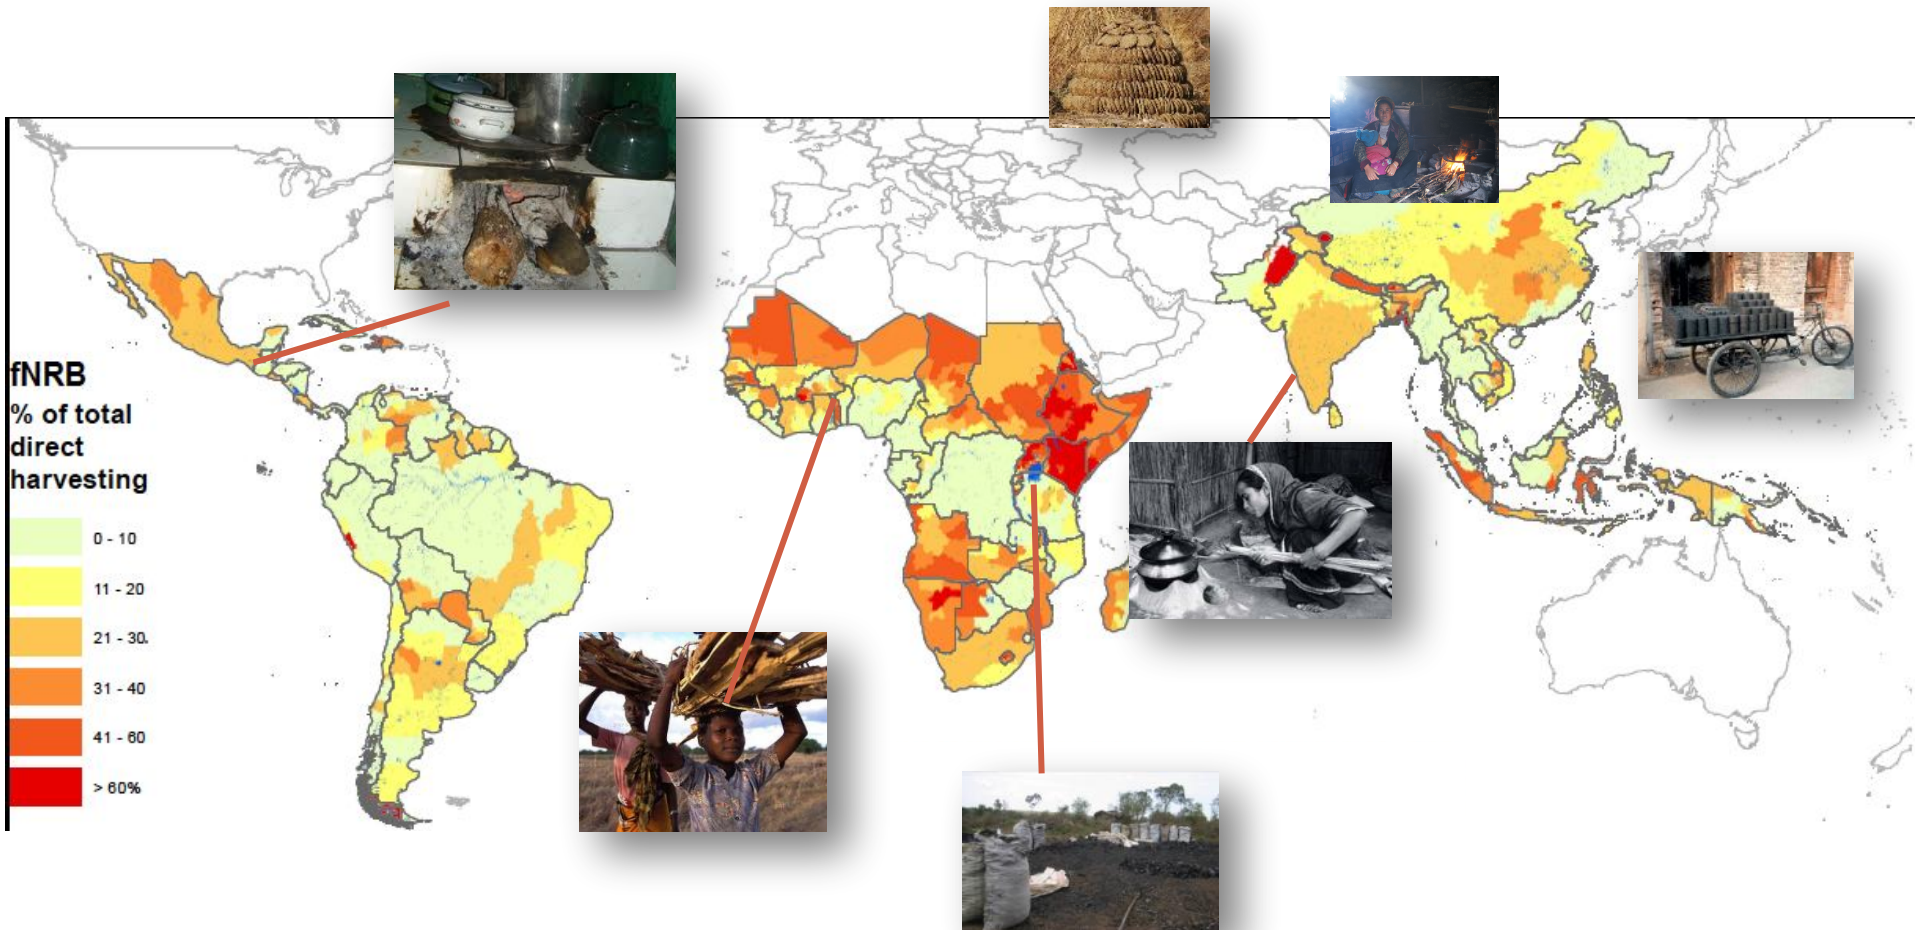 fNRB
% of total
direct
harvesting
0 - 10
11 - 20
21 - 30.
31 - 40
41 - 60
> 60%